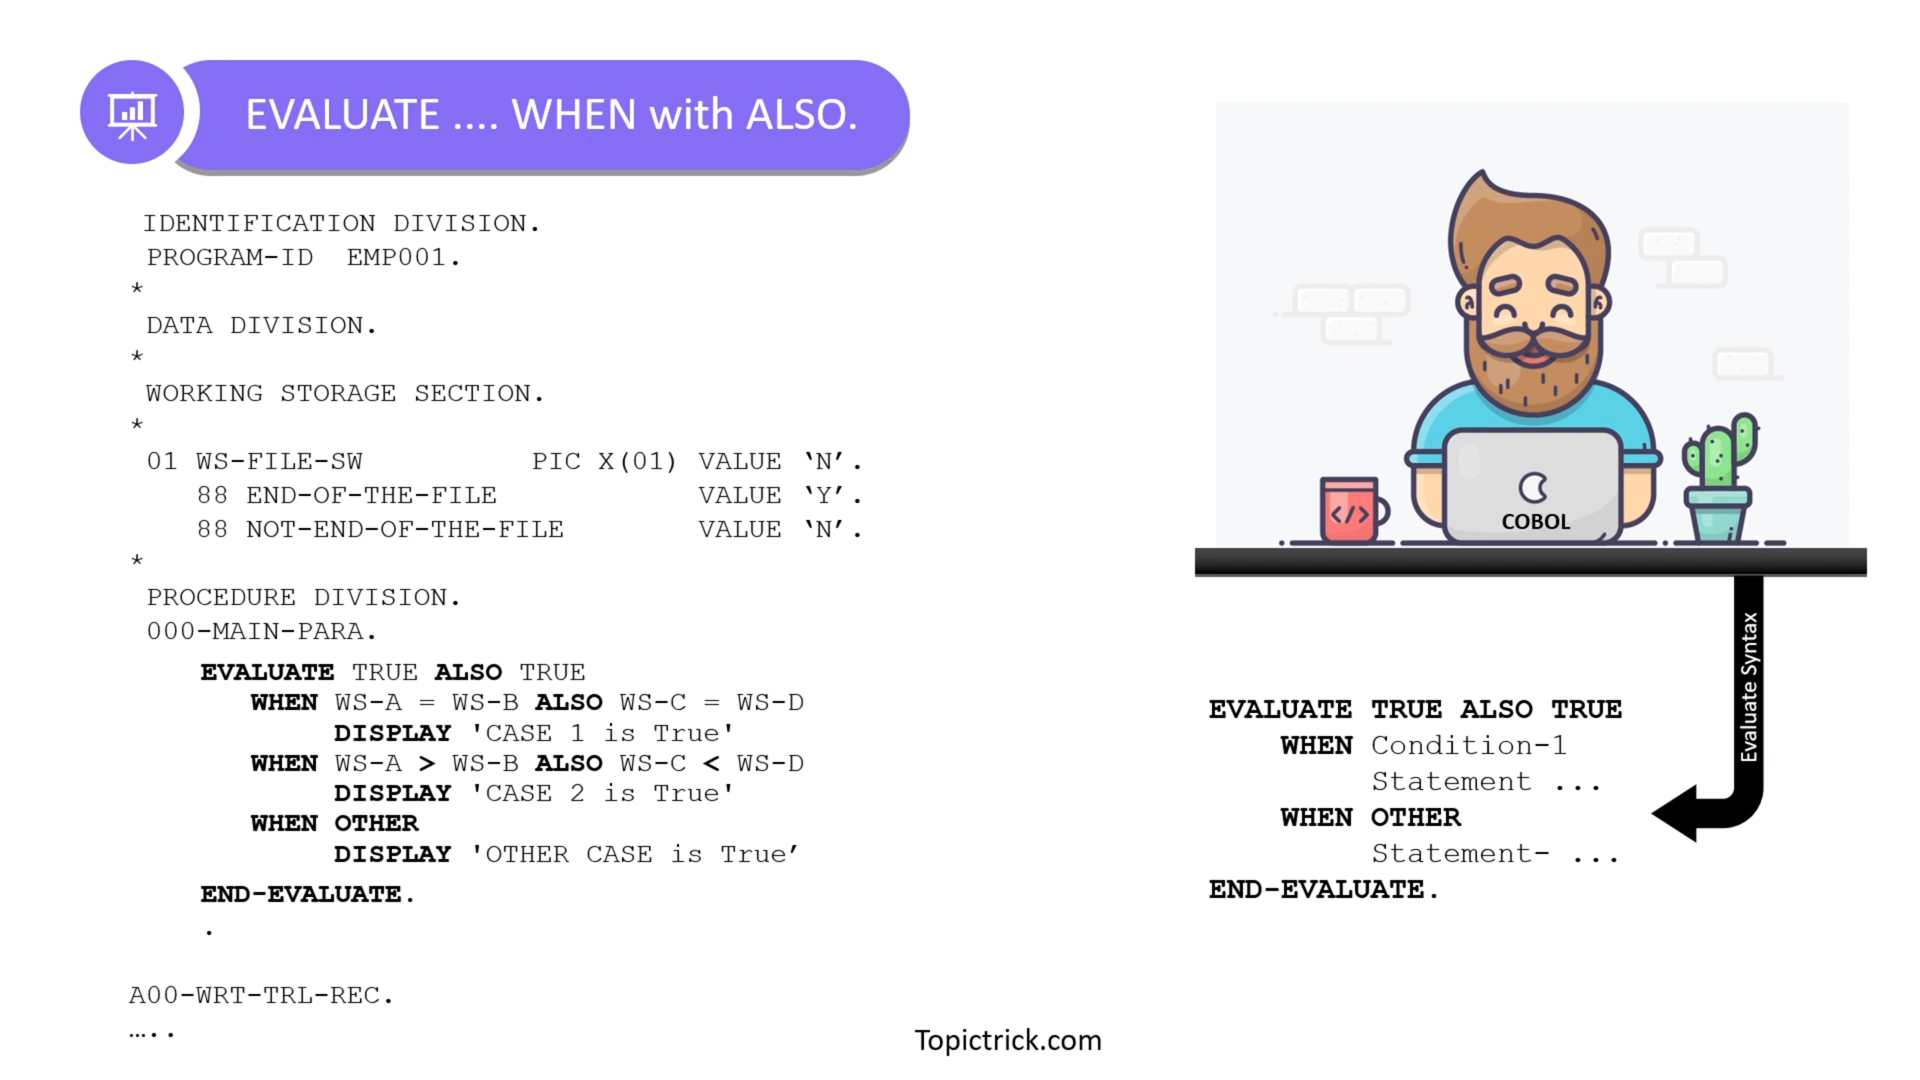 EVALUATE .... WHEN with ALSO.
IDENTIFICATION DIVISION.
PROGRAM-ID  EMP001.
*
DATA DIVISION.
*
WORKING STORAGE SECTION.
*
01 WS-FILE-SW          PIC X(01) VALUE ‘N’.
88 END-OF-THE-FILE            VALUE ‘Y’.
88 NOT-END-OF-THE-FILE        VALUE ‘N’.
*
PROCEDURE DIVISION.
000-MAIN-PARA.
EVALUATE TRUE ALSO TRUE
WHEN WS-A = WS-B ALSO WS-C = WS-D
DISPLAY 'CASE 1 is True'
WHEN WS-A > WS-B ALSO WS-C < WS-D
DISPLAY 'CASE 2 is True'
WHEN OTHER
DISPLAY 'OTHER CASE is True’
END-EVALUATE.
.
A00-WRT-TRL-REC.
…..
</>
COBOL
Evaluate Syntax
EVALUATE TRUE ALSO TRUE
WHEN Condition-1
Statement ...
WHEN OTHER
Statement- ...
END-EVALUATE.
Topictrick.com